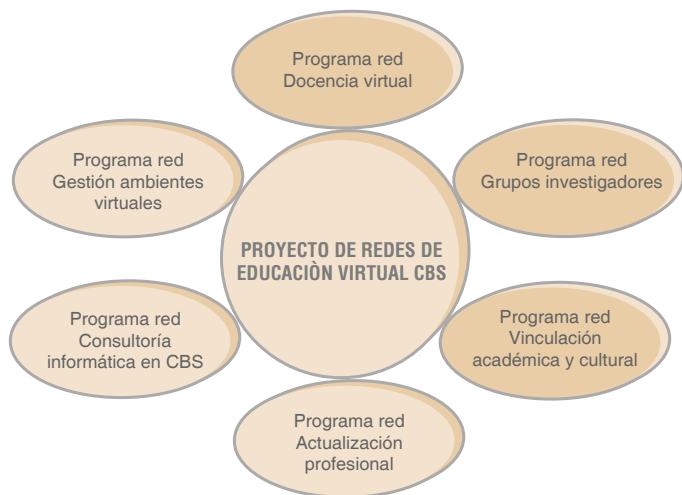 Programa red
Docencia virtual
Programa red
Gestión ambientes
virtuales
Programa red
Grupos investigadores
PROYECTO DE REDES DE
EDUCACIÒN VIRTUAL CBS
Programa red
Consultoría
informática en CBS
Programa red
Vinculación
académica y cultural
Programa red
Actualización
profesional